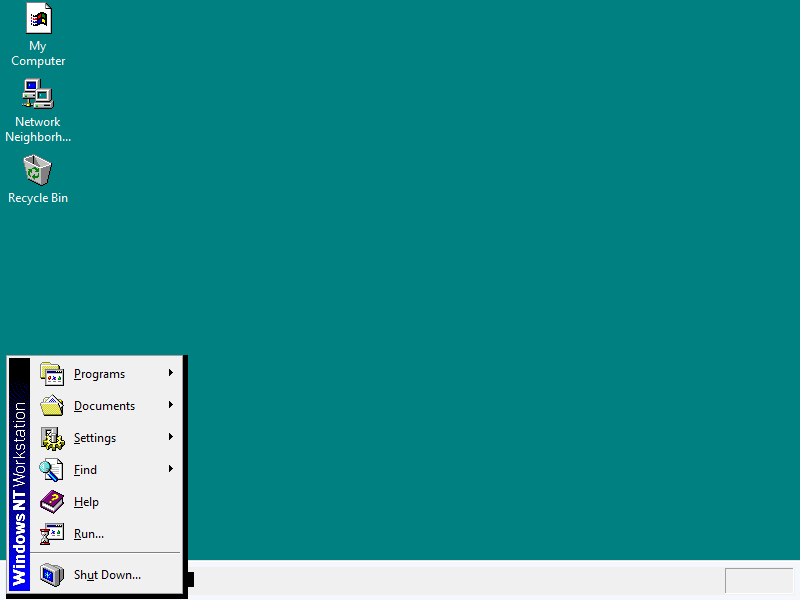 My
Computer
Network
Neighborh...
Recycle Bin
Windows NT Workstation
Programs
Documents
Settings
Find
Help
Run...
Shut Down...